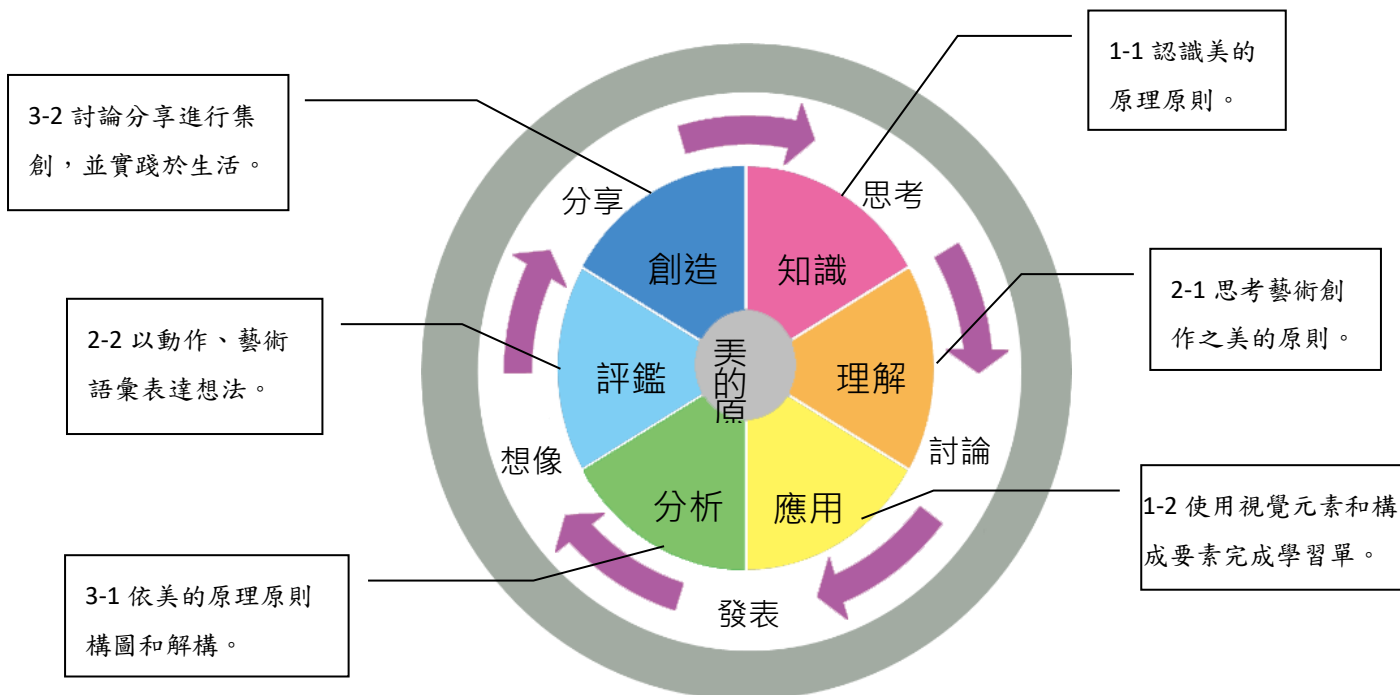 1-1 認識美的
原理原則。
3-2 討論分享進行集
創，並實踐於生活。
分享
思考
創造
知識
2-1 思考藝術創
作之美的原則。
2-2 以動作、藝術
語彙表達想法。
評鑑
美的原
理解
想像
討論
分析
應用
1-2 使用視覺元素和構
成要素完成學習單。
3-1 依美的原理原則
構圖和解構。
發表